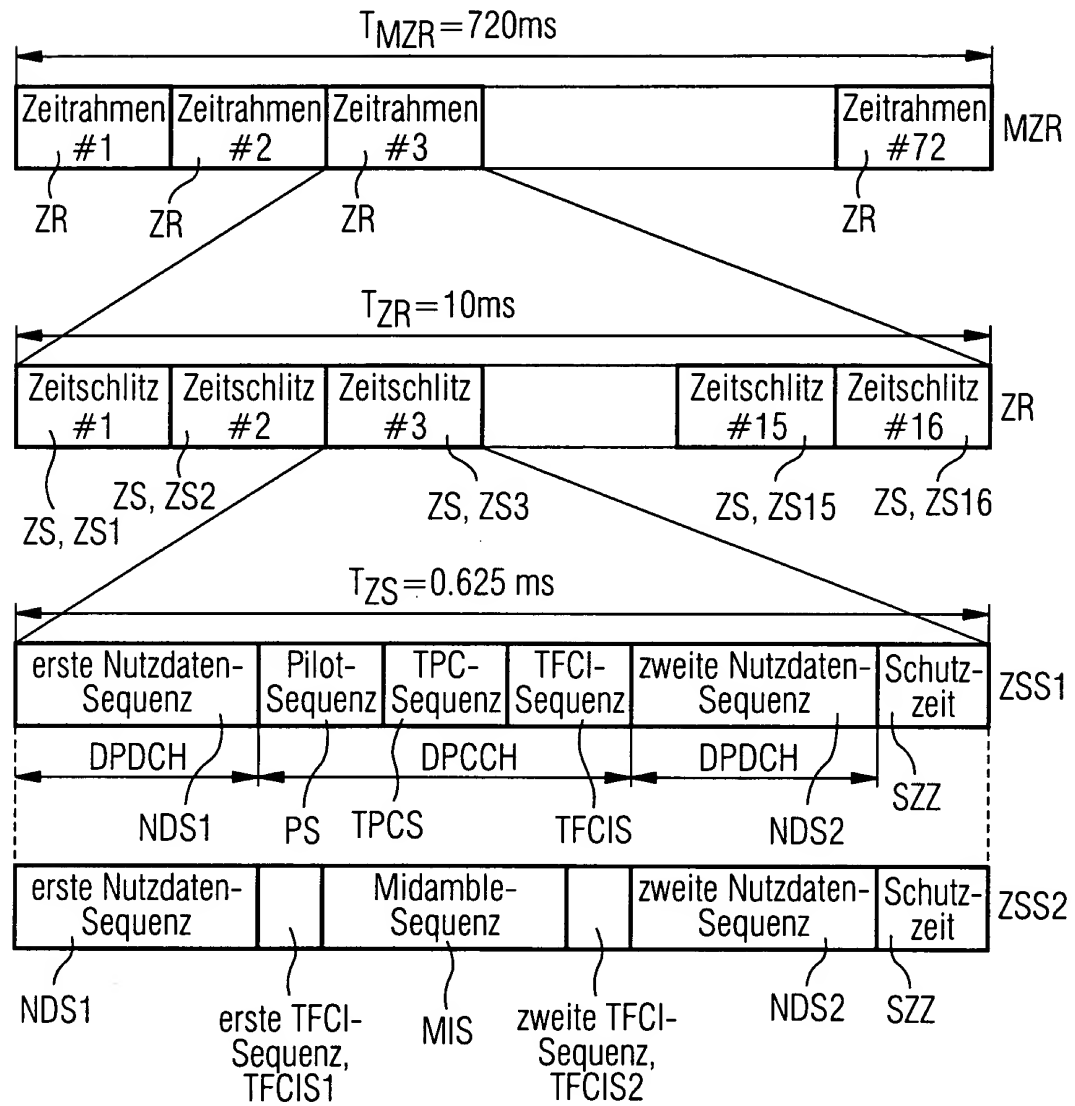 TMZR=720ms
Zeitrahmen
#1
Zeitrahmen
#2
Zeitrahmen
#3
Zeitrahmen
#72
MZR
ZR
ZR
ZR
ZR
TZR=10ms
Zeitschlitz
#1
Zeitschlitz
#2
Zeitschlitz
#3
Zeitschlitz
#15
Zeitschlitz
#16
ZR
ZS, ZS1
ZS, ZS2
ZS, ZS3
ZS, ZS15
ZS, ZS16
TZS=0.625 ms
erste Nutzdaten-
Sequenz
Pilot-
Sequenz
TPC-
Sequenz
TFCI-
Sequenz
zweite Nutzdaten-
Sequenz
Schutz-
zeit
ZSS1
DPDCH
DPCCH
DPDCH
NDS1
PS
TPCS
TFCIS
NDS2
SZZ
erste Nutzdaten-
Sequenz
Midamble-
Sequenz
zweite Nutzdaten-
Sequenz
Schutz-
zeit
ZSS2
NDS1
erste TFCI-
Sequenz,
TFCIS1
MIS
zweite TFCI-
Sequenz,
TFCIS2
NDS2
SZZ